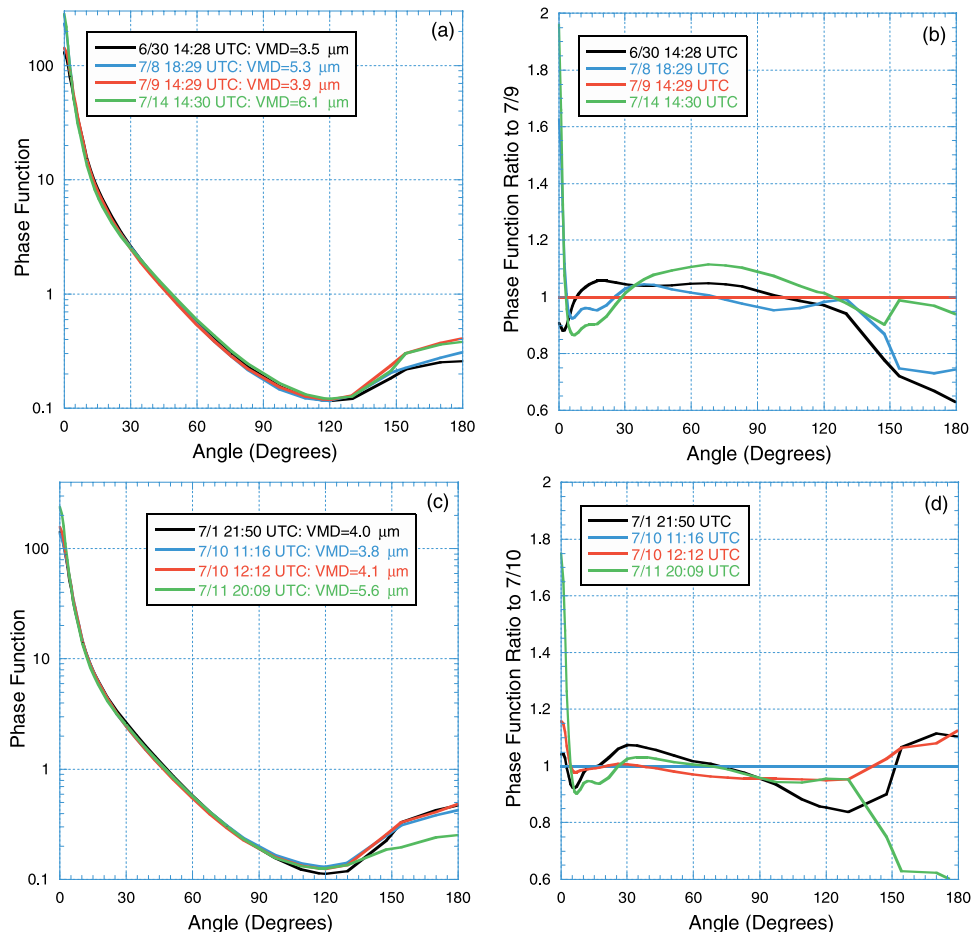 (a)
6/30 14:28 UTC: VMD=3.5 μm
7/8 18:29 UTC: VMD=5.3 μm
7/9 14:29 UTC: VMD=3.9 μm
7/14 14:30 UTC: VMD=6.1 μm
100
10
1
0.1
Phase Function
0 30 60 90 120 150 180
Angle (Degrees)
(b)
6/30 14:28 UTC
7/8 18:29 UTC
7/9 14:29 UTC
7/14 14:30 UTC
2
1.8
1.6
1.4
1.2
1
0.8
0.6
Phase Function Ratio to 7/9
0 30 60 90 120 150 180
Angle (Degrees)
(c)
7/1 21:50 UTC: VMD=4.0 μm
7/10 11:16 UTC: VMD=3.8 μm
7/10 12:12 UTC: VMD=4.1 μm
7/11 20:09 UTC: VMD=5.6 μm
100
10
1
0.1
Phase Function
0 30 60 90 120 150 180
Angle (Degrees)
(d)
7/1 21:50 UTC
7/10 11:16 UTC
7/10 12:12 UTC
7/11 20:09 UTC
2
1.8
1.6
1.4
1.2
1
0.8
0.6
Phase Function Ratio to 7/10
0 30 60 90 120 150 180
Angle (Degrees)